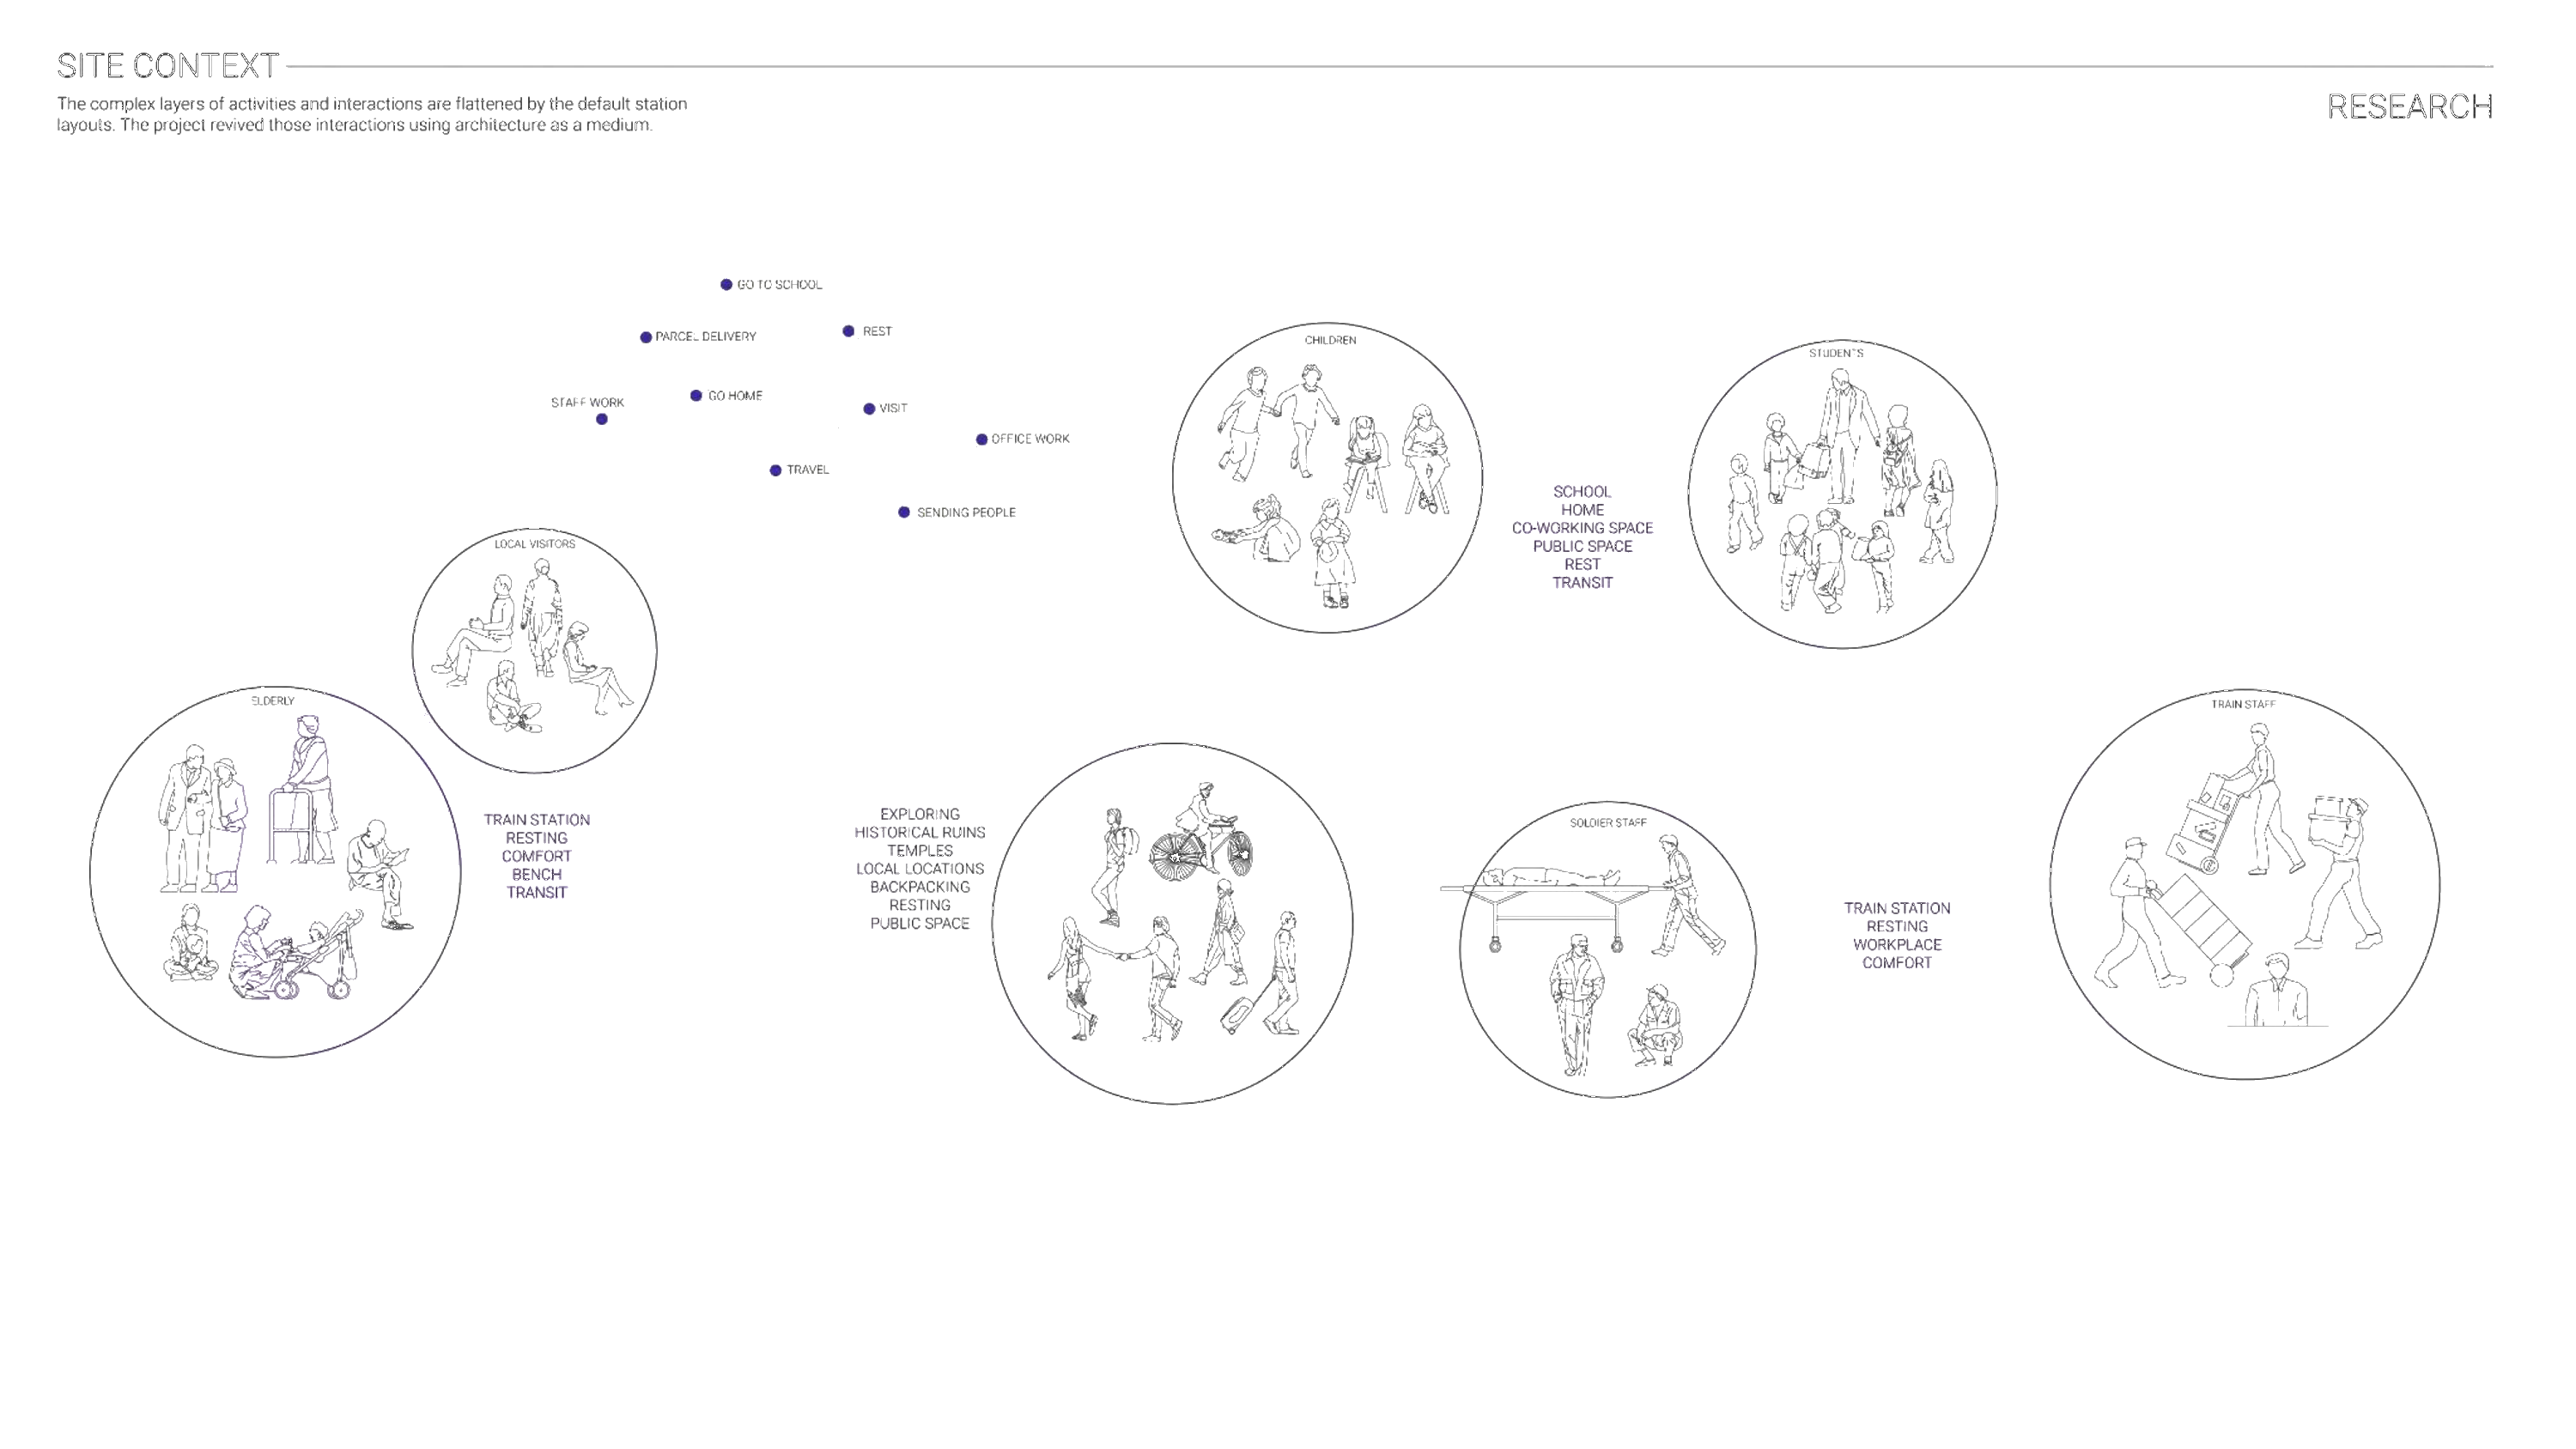 SITE CONTEXT
The complex layers of activities and interactions are flattened by the default station
layouts. The project revived those interactions using architecture as a medium.
RESEARCH
GO TO SCHOOL
PARCEL DELIVERY
REST
STAFF WORK
GO HOME
VISIT
OFFICE WORK
TRAVEL
SENDING PEOPLE
CHILDREN
STUDENTS
SCHOOL
HOME
CO-WORKING SPACE
PUBLIC SPACE
REST
TRANSIT
LOCAL VISITORS
ELDERLY
TRAIN STATION
RESTING
COMFORT
BENCH
TRANSIT
EXPLORING
HISTORICAL RUINS
TEMPLES
LOCAL LOCATIONS
BACKPACKING
RESTING
PUBLIC SPACE
SOLDIER STAFF
TRAIN STATION
RESTING
WORKPLACE
COMFORT
TRAIN STAFF